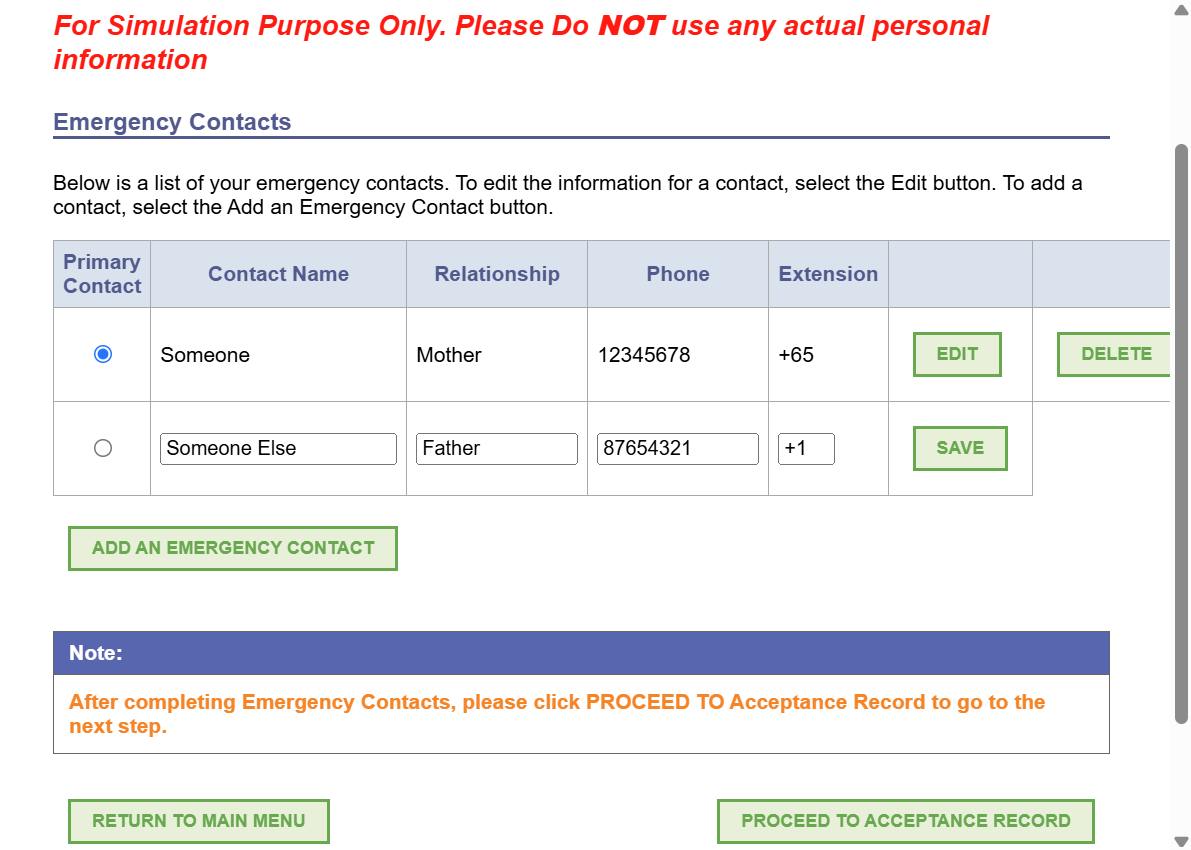 For Simulation Purpose Only. Please Do NOT use any actual personal
information
Emergency Contacts
Below is a list of your emergency contacts. To edit the information for a contact, select the Edit button. To add a
contact, select the Add an Emergency Contact button.
Primary Contact Contact Name Relationship Phone Extension
Someone Mother 12345678 +65 EDIT DELETE
Someone Else Father 87654321 +1 SAVE
ADD AN EMERGENCY CONTACT
Note:
After completing Emergency Contacts, please click PROCEED TO Acceptance Record to go to the
next step.
RETURN TO MAIN MENU PROCEED TO ACCEPTANCE RECORD